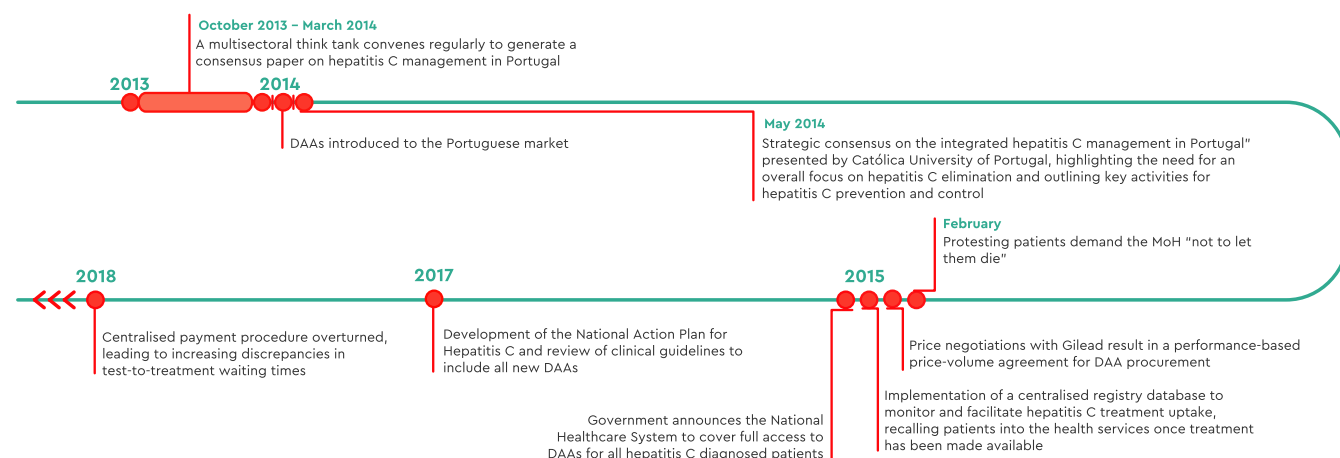 October 2013 – March 2014
A multisectoral think tank convenes regularly to generate a
consensus paper on hepatitis C management in Portugal
2013
2014
DAAs introduced to the Portuguese market
May 2014
Strategic consensus on the integrated hepatitis C management in Portugal”
presented by Católica University of Portugal, highlighting the need for an
overall focus on hepatitis C elimination and outlining key activities for
hepatitis C prevention and control
February
Protesting patients demand the MoH “not to let
them die”
2015
Price negotiations with Gilead result in a performance-based
price-volume agreement for DAA procurement
Implementation of a centralised registry database to
monitor and facilitate hepatitis C treatment uptake,
recalling patients into the health services once treatment
has been made available
Government announces the National
Healthcare System to cover full access to
DAAs for all hepatitis C diagnosed patients
2017
Development of the National Action Plan for
Hepatitis C and review of clinical guidelines to
include all new DAAs
2018
Centralised payment procedure overturned,
leading to increasing discrepancies in
test-to-treatment waiting times